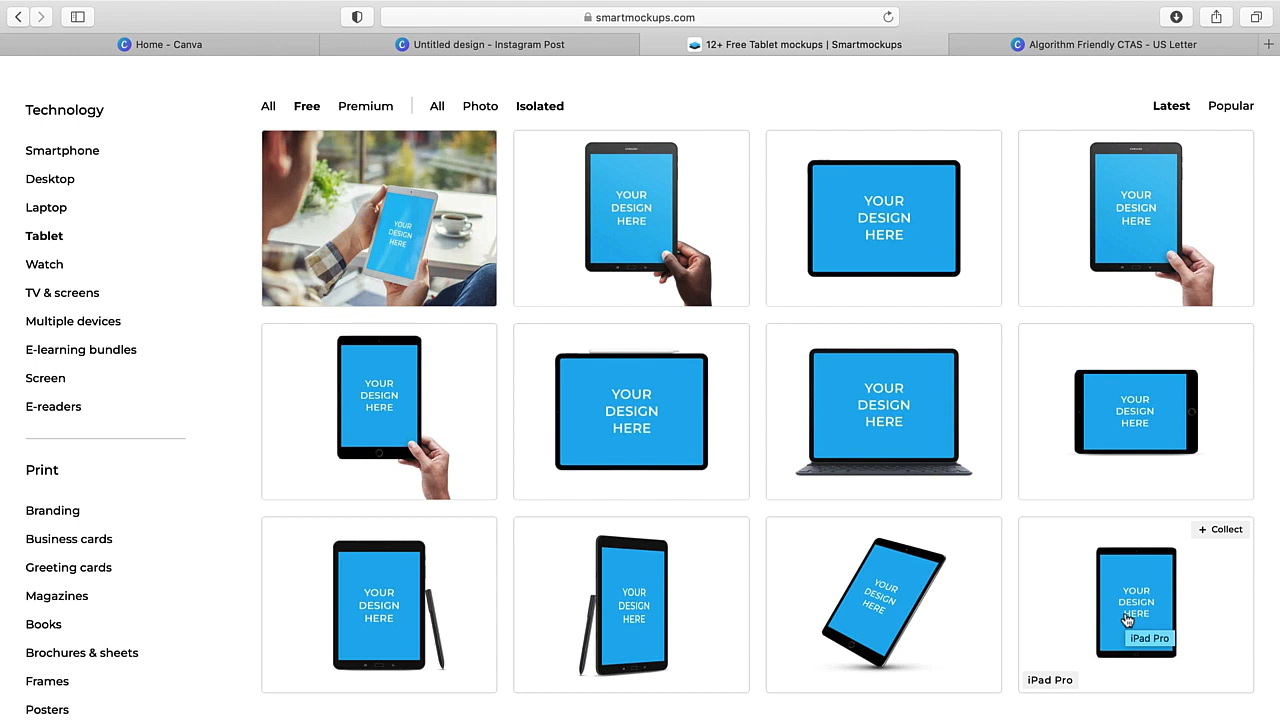 smartmockups.com
Home - Canva
Untitled design - Instagram Post
12+ Free Tablet mockups | Smartmockups
Algorithm Friendly CTAS - US Letter
Technology
Smartphone
Desktop
Laptop
Tablet
Watch
TV & screens
Multiple devices
E-learning bundles
Screen
E-readers
Print
Branding
Business cards
Greeting cards
Magazines
Books
Brochures & sheets
Frames
Posters
All Free Premium All Photo Isolated
Latest Popular
YOUR
DESIGN
HERE
YOUR
DESIGN
HERE
YOUR
DESIGN
HERE
YOUR
DESIGN
HERE
YOUR
DESIGN
HERE
YOUR
DESIGN
HERE
YOUR
DESIGN
HERE
YOUR
DESIGN
HERE
YOUR
DESIGN
HERE
YOUR
DESIGN
HERE
YOUR
DESIGN
HERE
+ Collect
YOUR
DESIGN
HERE
iPad Pro
iPad Pro